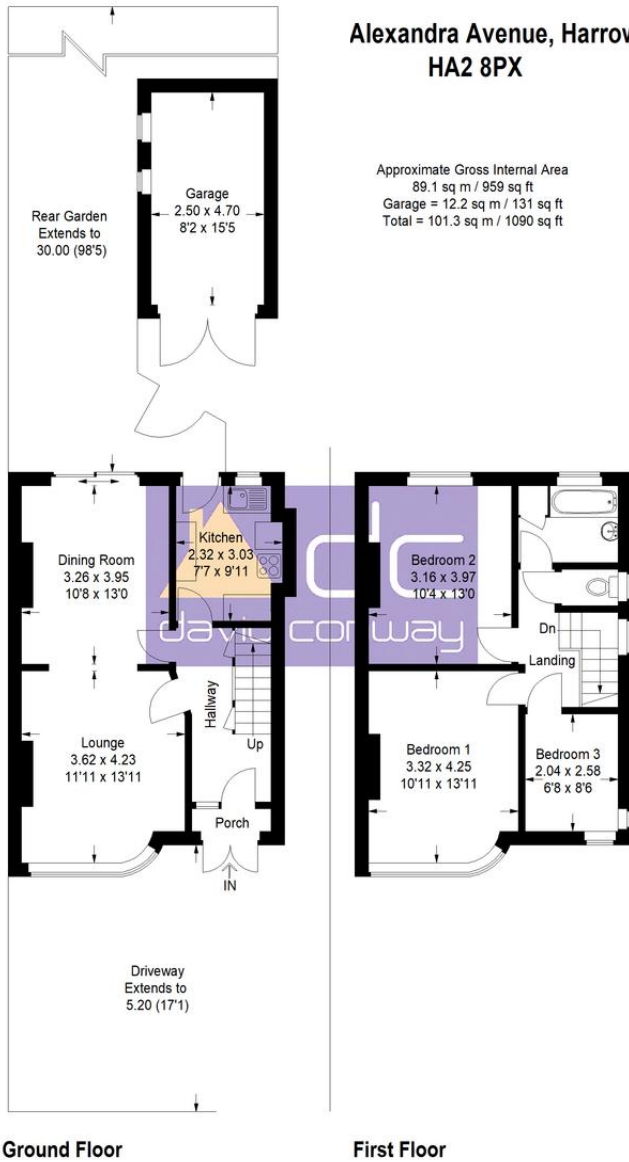 Alexandra Avenue, Harrow
HA2 8PX
Approximate Gross Internal Area
89.1 sq m / 959 sq ft
Garage = 12.2 sq m / 131 sq ft
Total = 101.3 sq m / 1090 sq ft
Garage
2.50 x 4.70
8'2 x 15'5
Rear Garden
Extends to
30.00 (98'5)
Dining Room
3.26 x 3.95
10'8 x 13'0
Kitchen
2.32 x 3.03
7'7 x 9'11
dc
david conway
Hallway
Up
Lounge
3.62 x 4.23
11'11 x 13'11
Porch
IN
Driveway
Extends to
5.20 (17'1)
Bedroom 2
3.16 x 3.97
10'4 x 13'0
Dn
Landing
Bedroom 1
3.32 x 4.25
10'11 x 13'11
Bedroom 3
2.04 x 2.58
6'8 x 8'6
Ground Floor
First Floor